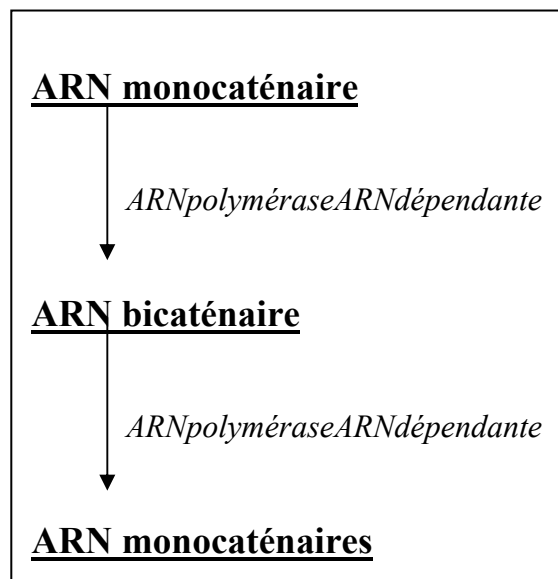 ARN monocaténaire
ARNpolyméraseARNdépendante
ARN bicaténaire
ARNpolyméraseARNdépendante
ARN monocaténaires